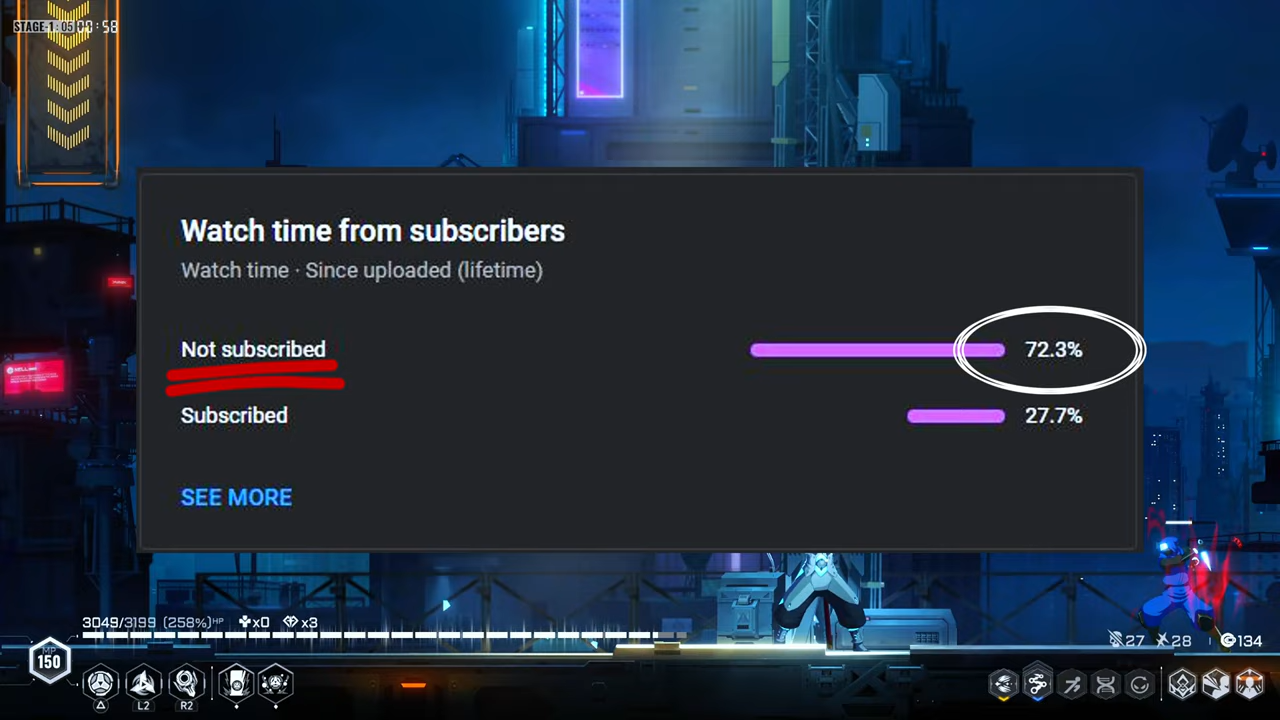 STAGE-1: 05 00:58
Watch time from subscribers
Watch time · Since uploaded (lifetime)
Not subscribed 72.3%
Subscribed 27.7%
SEE MORE
3049/3199 (258%)HP x0 x3
MP
150
27 28 134
L2 R2